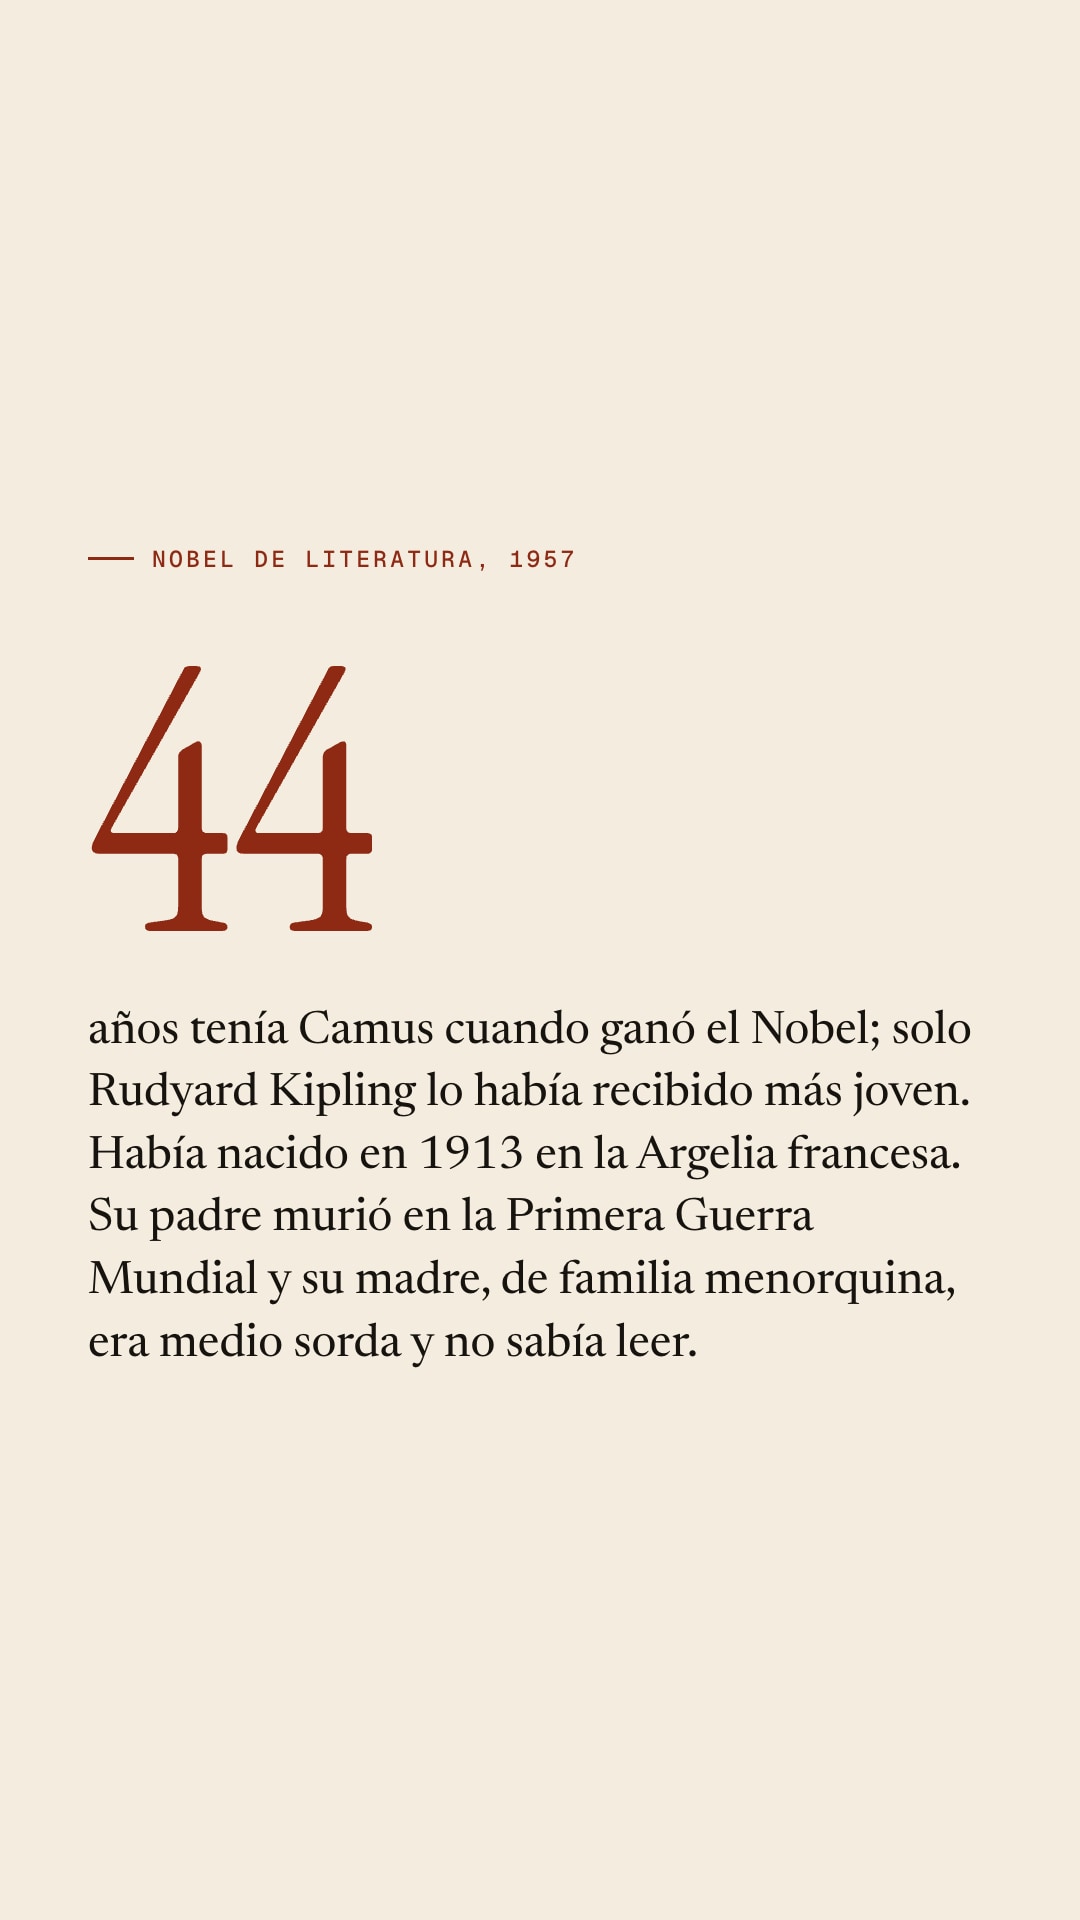 NOBEL DE LITERATURA, 1957
44
años tenía Camus cuando ganó el Nobel; solo
Rudyard Kipling lo había recibido más joven.
Había nacido en 1913 en la Argelia francesa.
Su padre murió en la Primera Guerra
Mundial y su madre, de familia menorquina,
era medio sorda y no sabía leer.